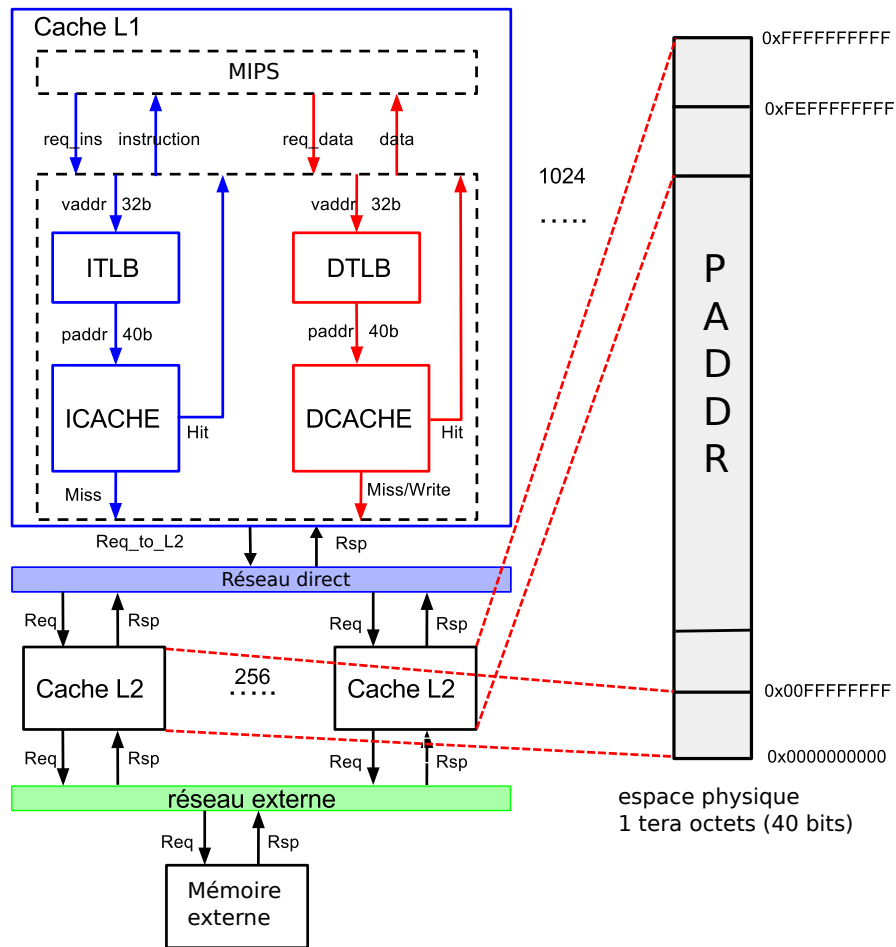 Cache L1
MIPS
req_ins
instruction
req_data
data
vaddr 32b
vaddr 32b
ITLB
DTLB
paddr 40b
paddr 40b
ICACHE
DCACHE
Hit
Hit
Miss
Miss/Write
1024
.....
Req_to_L2
Rsp
Réseau direct
Req
Rsp
Req
Rsp
Cache L2
256
.....
Cache L2
Req
Rsp
Req
Rsp
réseau externe
Req
Rsp
Mémoire
externe
0xFFFFFFFFFF
0xFEFFFFFFFF
P
A
D
D
R
0x00FFFFFFFF
0x0000000000
espace physique
1 tera octets (40 bits)